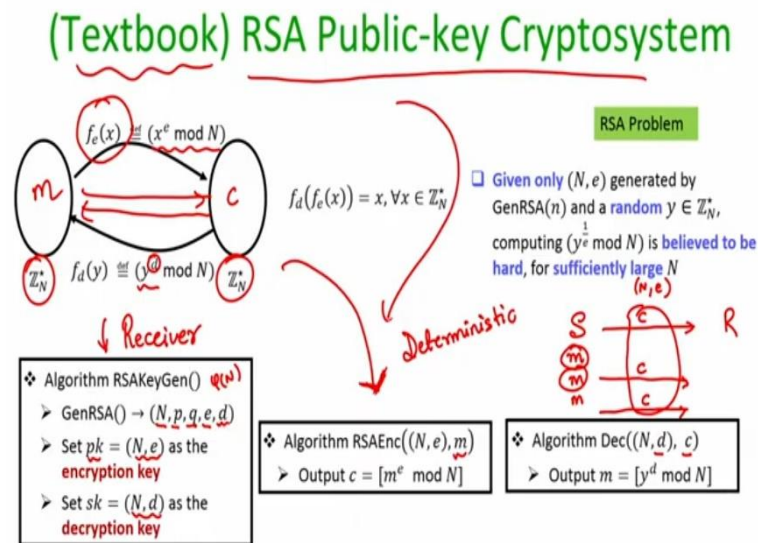 (Textbook) RSA Public-key Cryptosystem
f_e(x) ≝ (x^e mod N)
m
c
f_d(f_e(x)) = x, ∀x ∈ ℤ*_N
f_d(y) ≝ (y^d mod N)
ℤ*_N
ℤ*_N
RSA Problem
❑ Given only (N, e) generated by
GenRSA(n) and a random y ∈ ℤ*_N,
computing (y^{1/e} mod N) is believed to be
hard, for sufficiently large N
(N, e)
S c R
m c
m c
Receiver
Deterministic
❖ Algorithm RSAKeyGen() φ(N)
➢ GenRSA() → (N, p, q, e, d)
➢ Set pk = (N, e) as the
encryption key
➢ Set sk = (N, d) as the
decryption key
❖ Algorithm RSAEnc((N, e), m)
➢ Output c = [m^e mod N]
❖ Algorithm Dec((N, d), c)
➢ Output m = [y^d mod N]